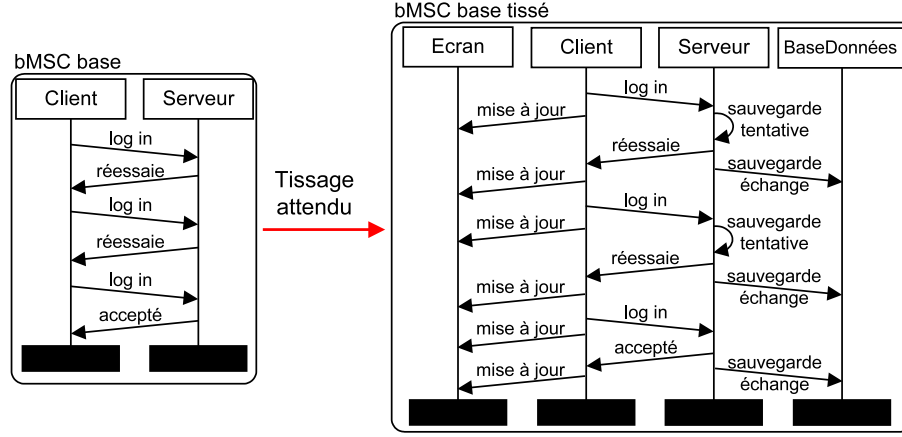 bMSC base
Client Serveur
log in
réessaie
log in
réessaie
log in
accepté
Tissage
attendu
bMSC base tissé
Ecran Client Serveur BaseDonnées
log in
mise à jour
sauvegarde
tentative
réessaie
mise à jour
sauvegarde
échange
log in
mise à jour
sauvegarde
tentative
réessaie
mise à jour
sauvegarde
échange
log in
mise à jour
accepté
mise à jour
sauvegarde
échange